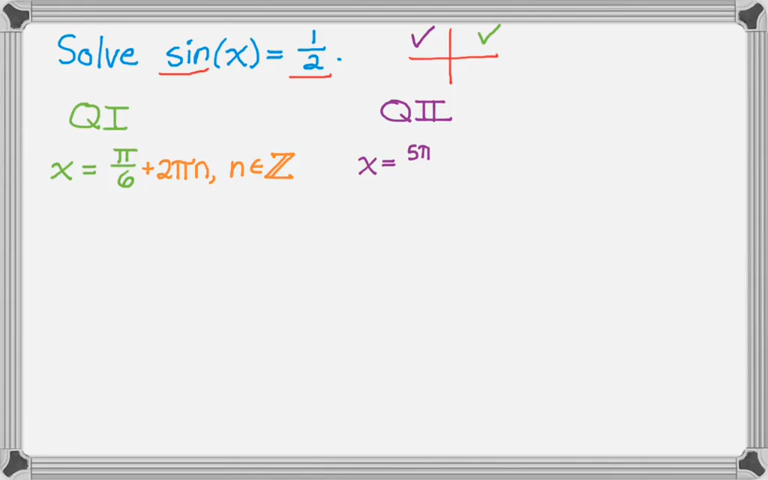 Solve sin(x) = 1/2.
QI
QII
x = π/6 + 2πn, n ∈ ℤ
x = 5π